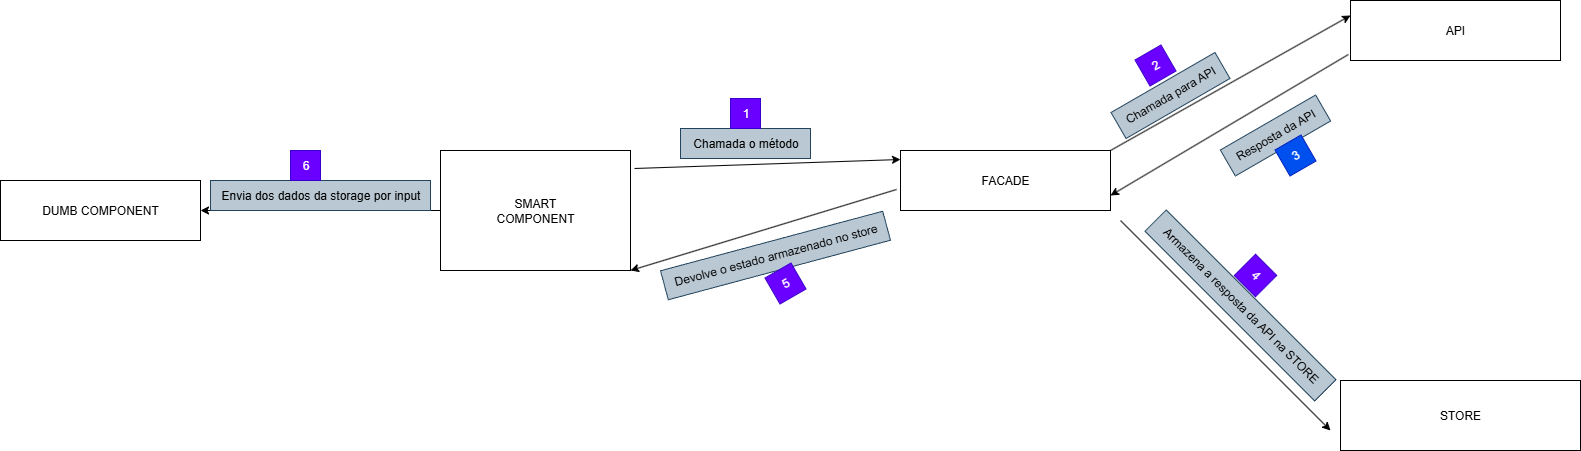 API
2
Chamada para API
Resposta da API
3
1
Chamada o método
6
Envia dos dados da storage por input
DUMB COMPONENT
SMART
COMPONENT
FACADE
Devolve o estado armazenado no store
5
4
Armazena a resposta da API na STORE
STORE